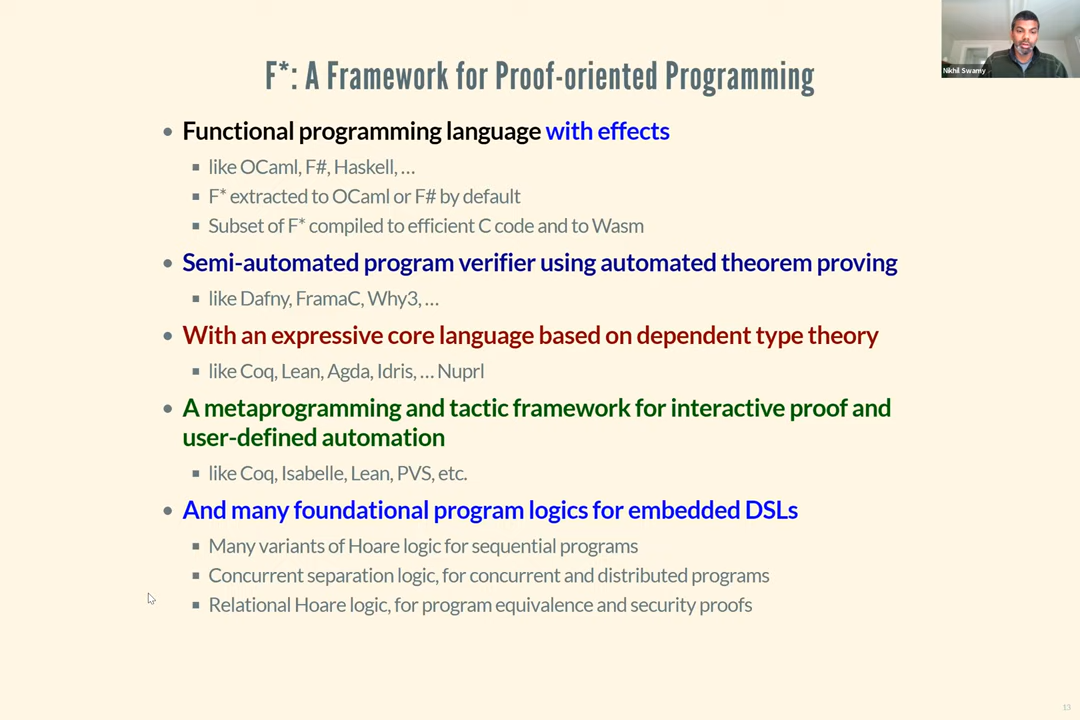 F*: A Framework for Proof-oriented Programming
Nikhil Swamy
• Functional programming language with effects
▪ like OCaml, F#, Haskell, …
▪ F* extracted to OCaml or F# by default
▪ Subset of F* compiled to efficient C code and to Wasm
• Semi-automated program verifier using automated theorem proving
▪ like Dafny, FramaC, Why3, …
• With an expressive core language based on dependent type theory
▪ like Coq, Lean, Agda, Idris, … Nuprl
• A metaprogramming and tactic framework for interactive proof and
user-defined automation
▪ like Coq, Isabelle, Lean, PVS, etc.
• And many foundational program logics for embedded DSLs
▪ Many variants of Hoare logic for sequential programs
▪ Concurrent separation logic, for concurrent and distributed programs
▪ Relational Hoare logic, for program equivalence and security proofs
13